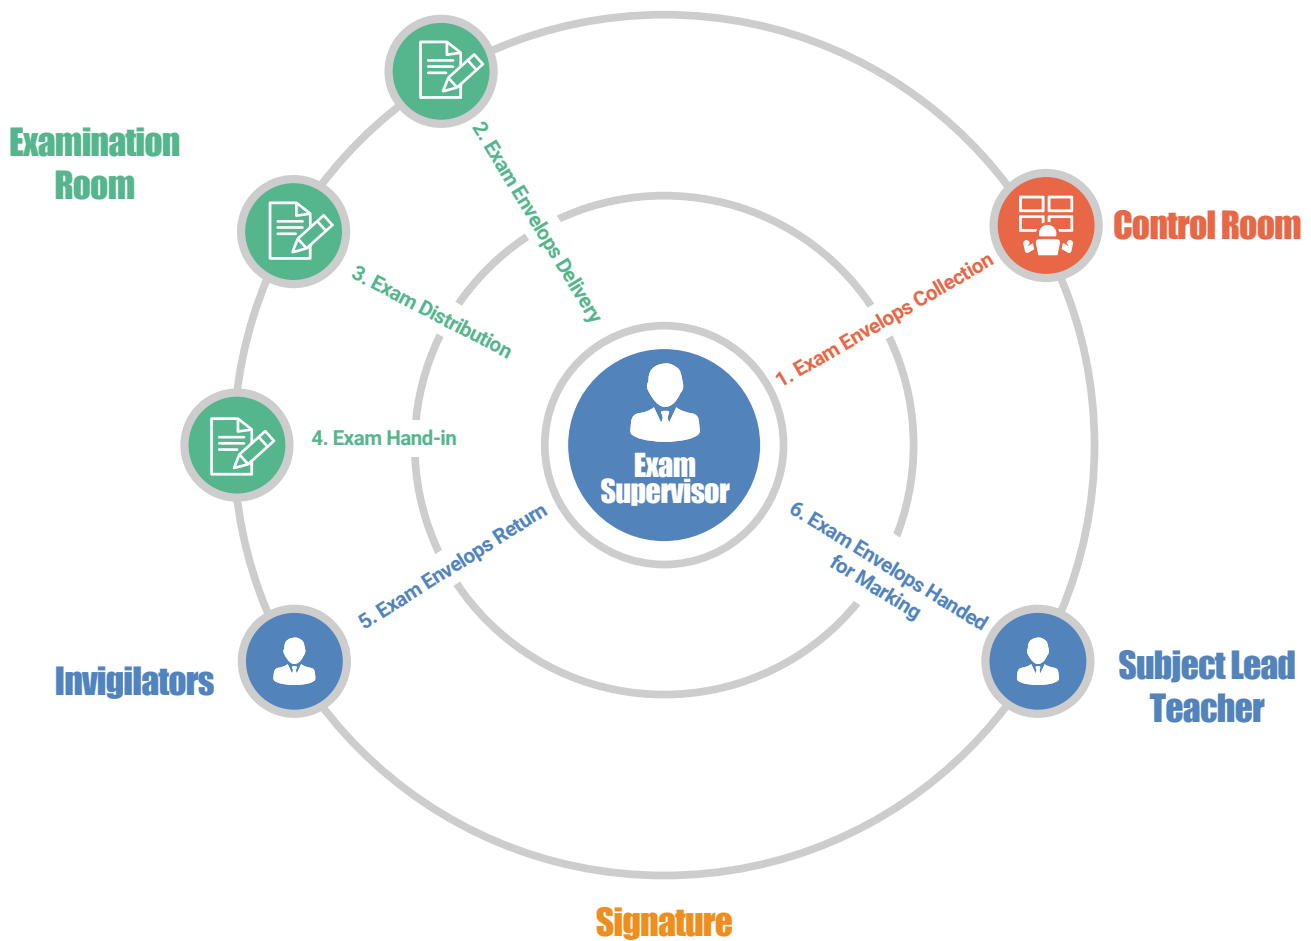 Examination
Room
2. Exam Envelops Delivery
3. Exam Distribution
4. Exam Hand-in
Control Room
1. Exam Envelops Collection
Exam
Supervisor
5. Exam Envelops Return
Invigilators
6. Exam Envelops Handed
for Marking
Subject Lead
Teacher
Signature